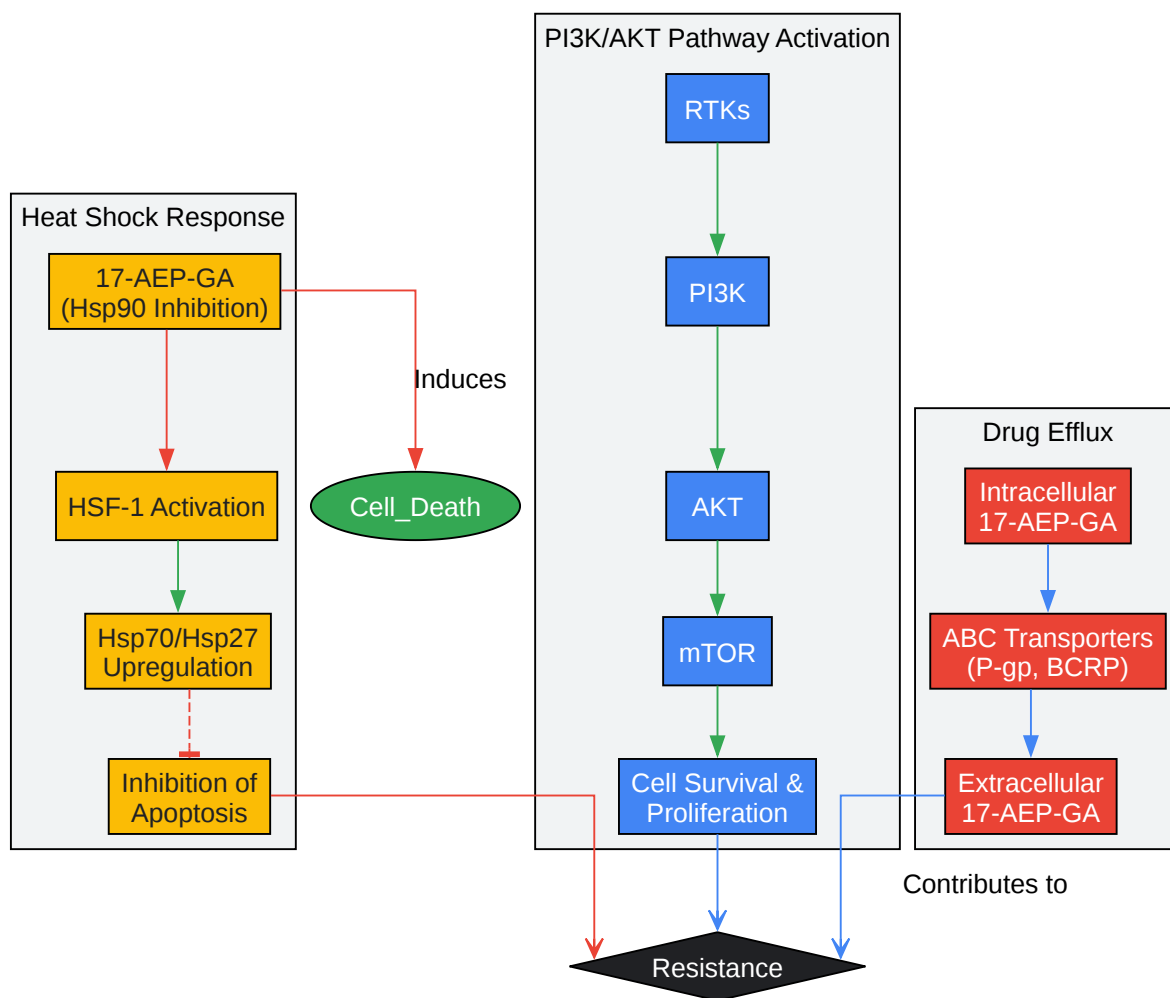 Heat Shock Response
17-AEP-GA
(Hsp90 Inhibition)
HSF-1 Activation
Hsp70/Hsp27
Upregulation
Inhibition of
Apoptosis
Induces
Cell_Death
PI3K/AKT Pathway Activation
RTKs
PI3K
AKT
mTOR
Cell Survival &
Proliferation
Drug Efflux
Intracellular
17-AEP-GA
ABC Transporters
(P-gp, BCRP)
Extracellular
17-AEP-GA
Contributes to
Resistance